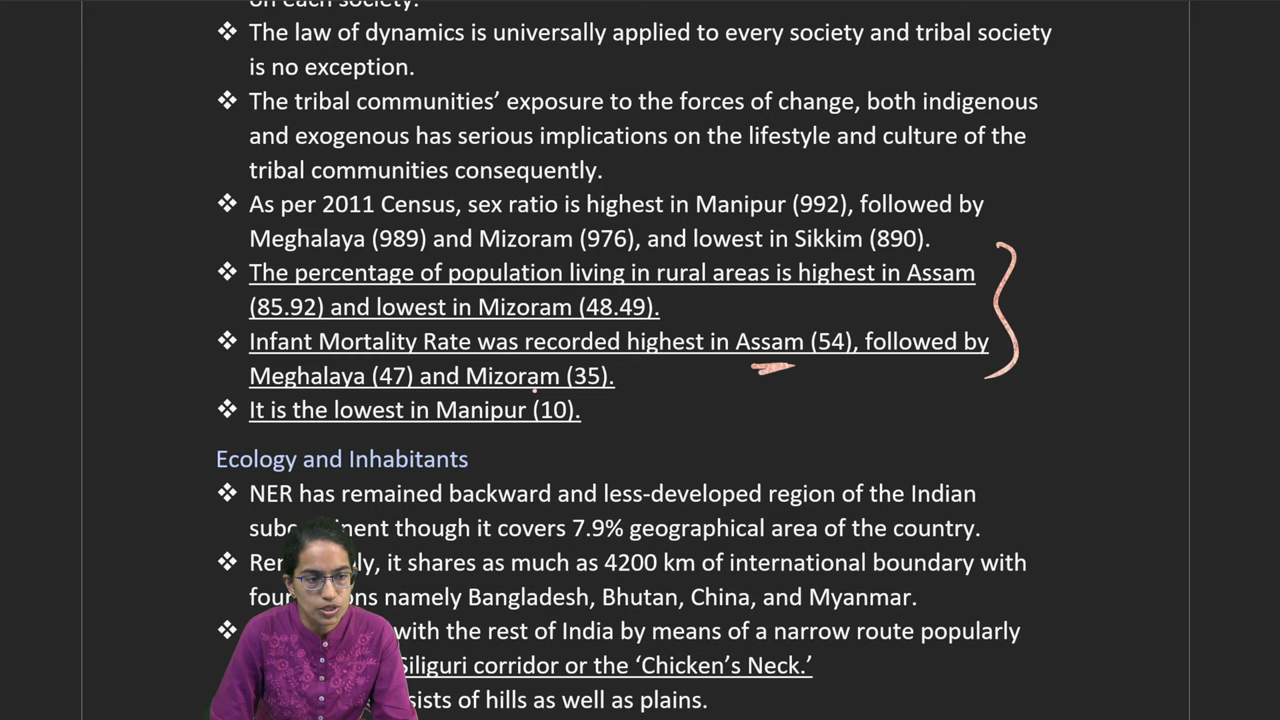 on each society.
❖ The law of dynamics is universally applied to every society and tribal society
is no exception.
❖ The tribal communities’ exposure to the forces of change, both indigenous
and exogenous has serious implications on the lifestyle and culture of the
tribal communities consequently.
❖ As per 2011 Census, sex ratio is highest in Manipur (992), followed by
Meghalaya (989) and Mizoram (976), and lowest in Sikkim (890).
❖ The percentage of population living in rural areas is highest in Assam
(85.92) and lowest in Mizoram (48.49).
❖ Infant Mortality Rate was recorded highest in Assam (54), followed by
Meghalaya (47) and Mizoram (35).
❖ It is the lowest in Manipur (10).
Ecology and Inhabitants
❖ NER has remained backward and less-developed region of the Indian
though it covers 7.9% geographical area of the country.
❖ it shares as much as 4200 km of international boundary with
namely Bangladesh, Bhutan, China, and Myanmar.
❖ with the rest of India by means of a narrow route popularly
Siliguri corridor or the ‘Chicken’s Neck.’
of hills as well as plains.